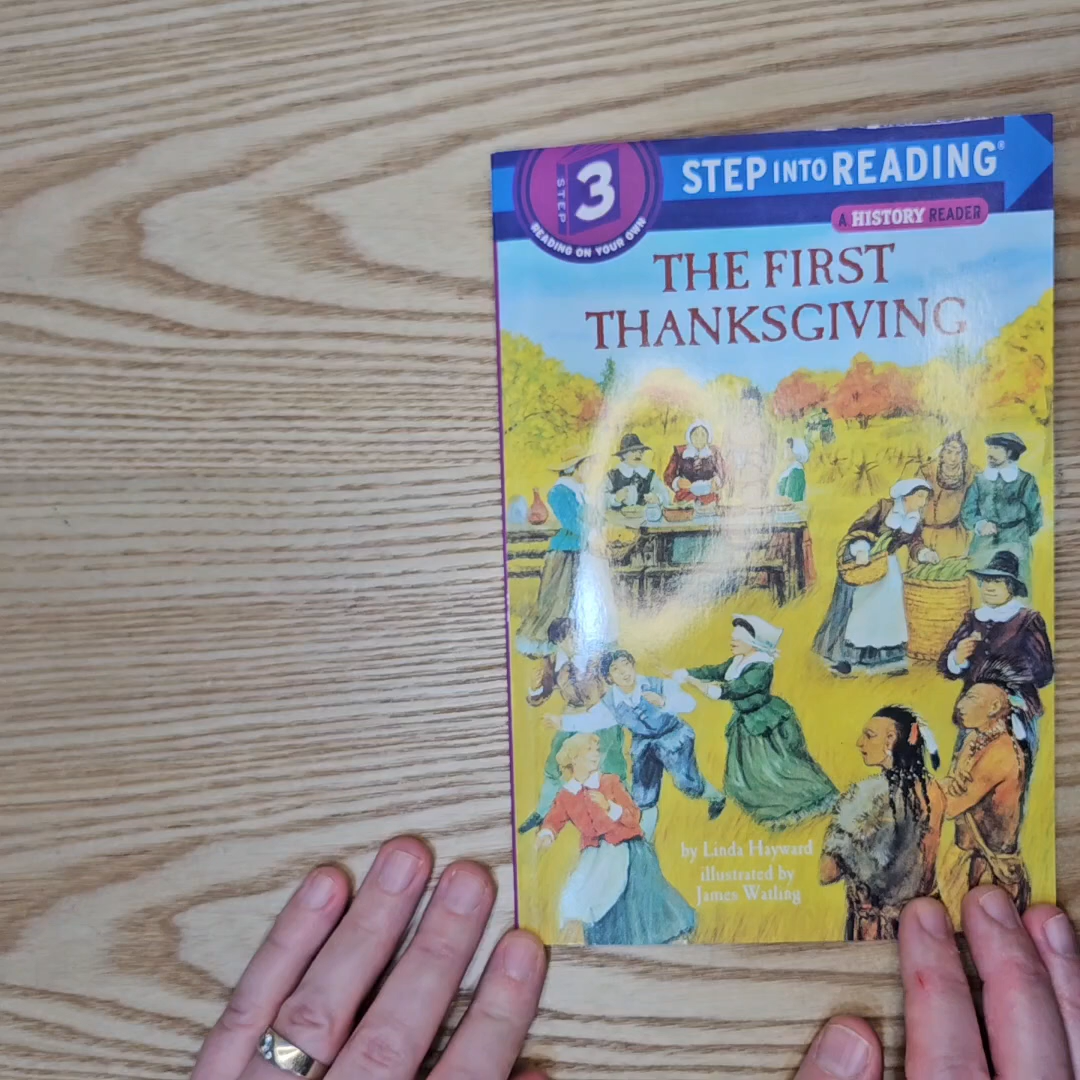 STEP 3
READING ON YOUR OWN
STEP INTO READING®
A HISTORY READER
THE FIRST
THANKSGIVING
by Linda Hayward
illustrated by
James Watling